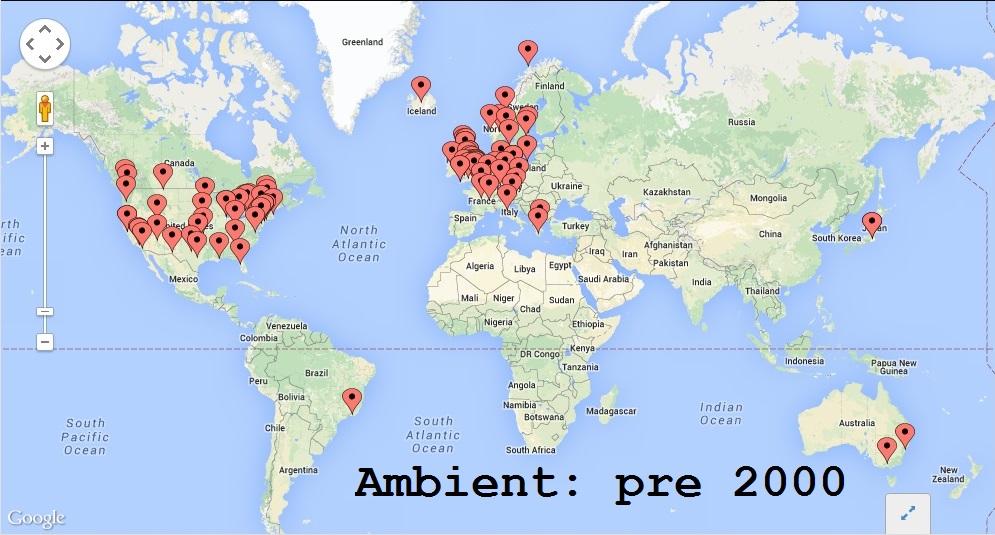 Greenland
Iceland
Finland
Sweden
Nor
Russia
Canada
land
Ukraine
Kazakhstan
Mongolia
France
Italy
Spain
Turkey
China
South Korea
Japan
United States
North
Atlantic
Ocean
Iraq
Iran
Afghanistan
Pakistan
Algeria
Libya
Egypt
Saudi Arabia
India
Mexico
Mali
Niger
Chad
Sudan
Thailand
Nigeria
Ethiopia
Venezuela
Colombia
DR Congo
Kenya
Tanzania
Indonesia
Papua New
Guinea
Peru
Brazil
Bolivia
Angola
Namibia
Botswana
Madagascar
Indian
Ocean
Australia
South
Pacific
Ocean
Chile
South
Atlantic
Ocean
South Africa
Argentina
New
Zealand
Ambient: pre 2000
Google